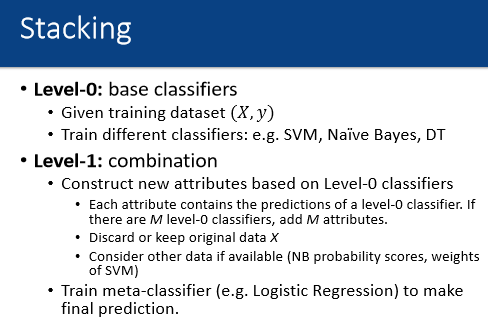 Stacking
• Level-0: base classifiers
• Given training dataset (X, y)
• Train different classifiers: e.g. SVM, Naïve Bayes, DT
• Level-1: combination
• Construct new attributes based on Level-0 classifiers
• Each attribute contains the predictions of a level-0 classifier. If
there are M level-0 classifiers, add M attributes.
• Discard or keep original data X
• Consider other data if available (NB probability scores, weights
of SVM)
• Train meta-classifier (e.g. Logistic Regression) to make
final prediction.